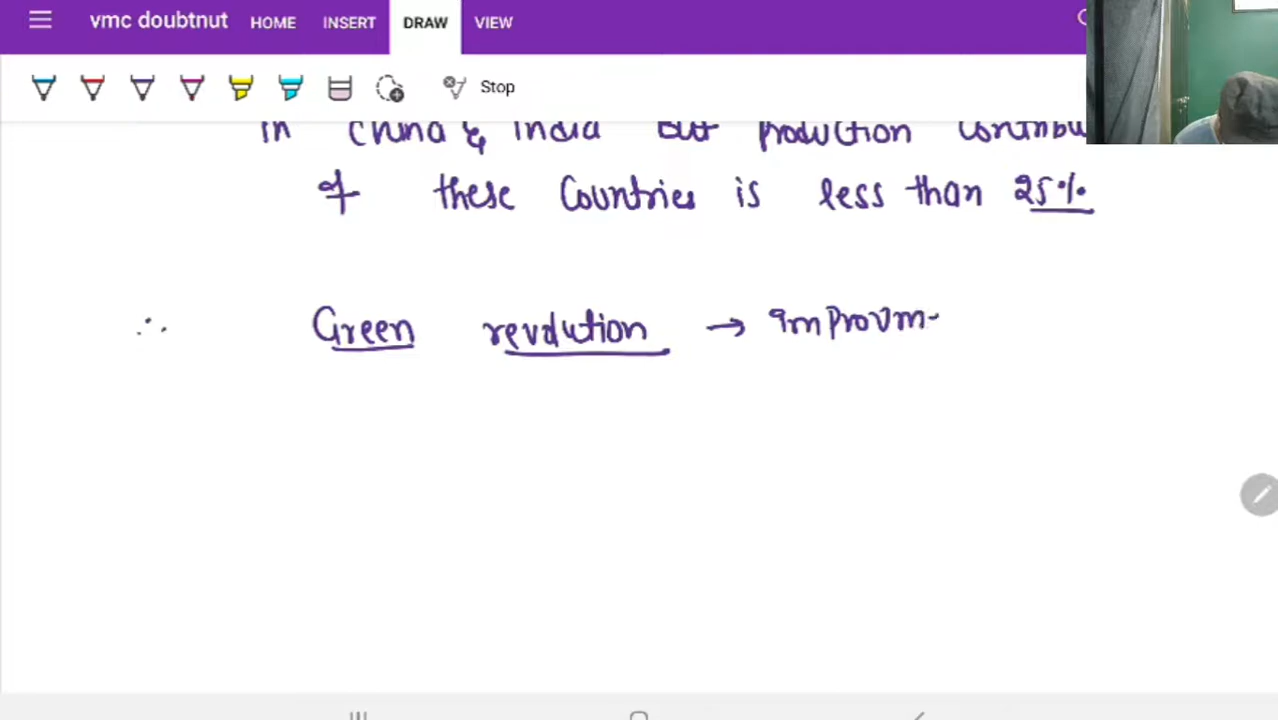 vmc doubtnut HOME INSERT DRAW VIEW
Stop
in China & India But Production Contribu
of these Countries is less than 25%
∴ Green revolution → improvm